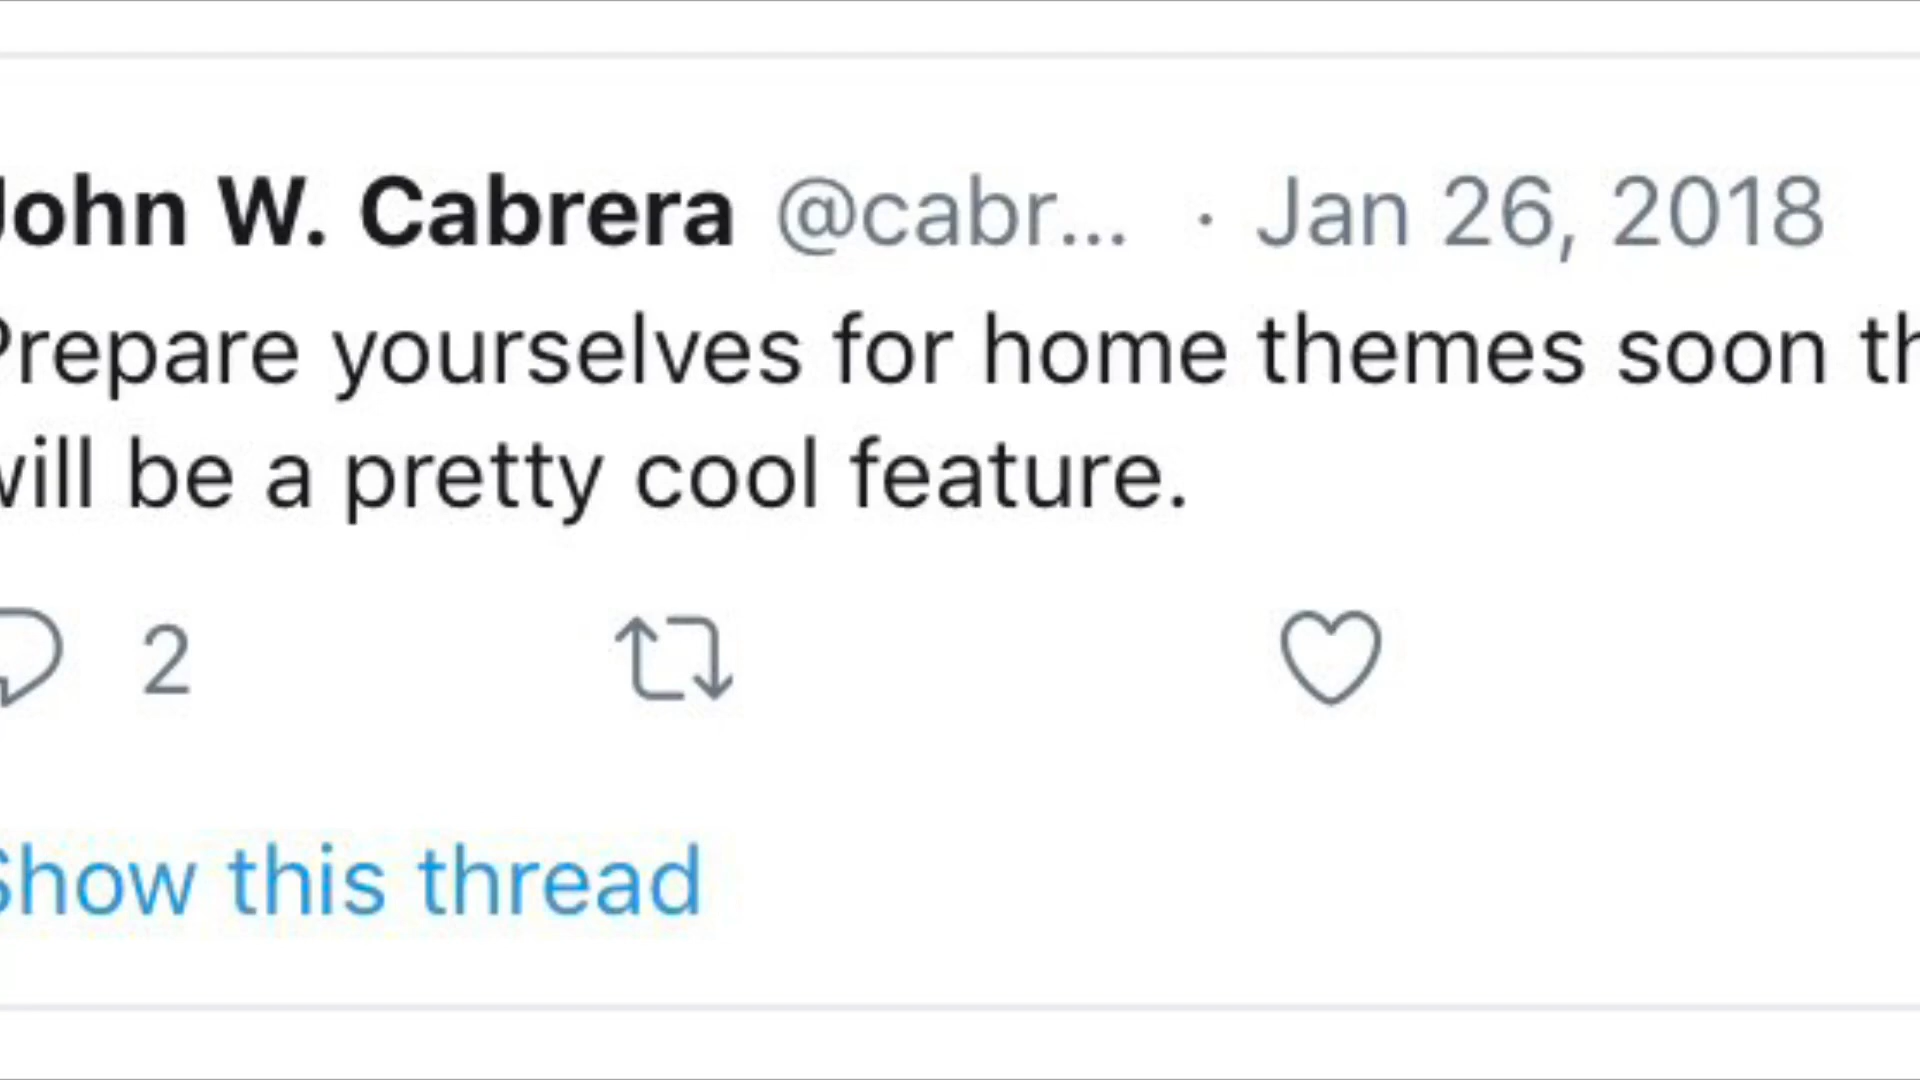 John W. Cabrera @cabr... · Jan 26, 2018
Prepare yourselves for home themes soon th
will be a pretty cool feature.
2
Show this thread